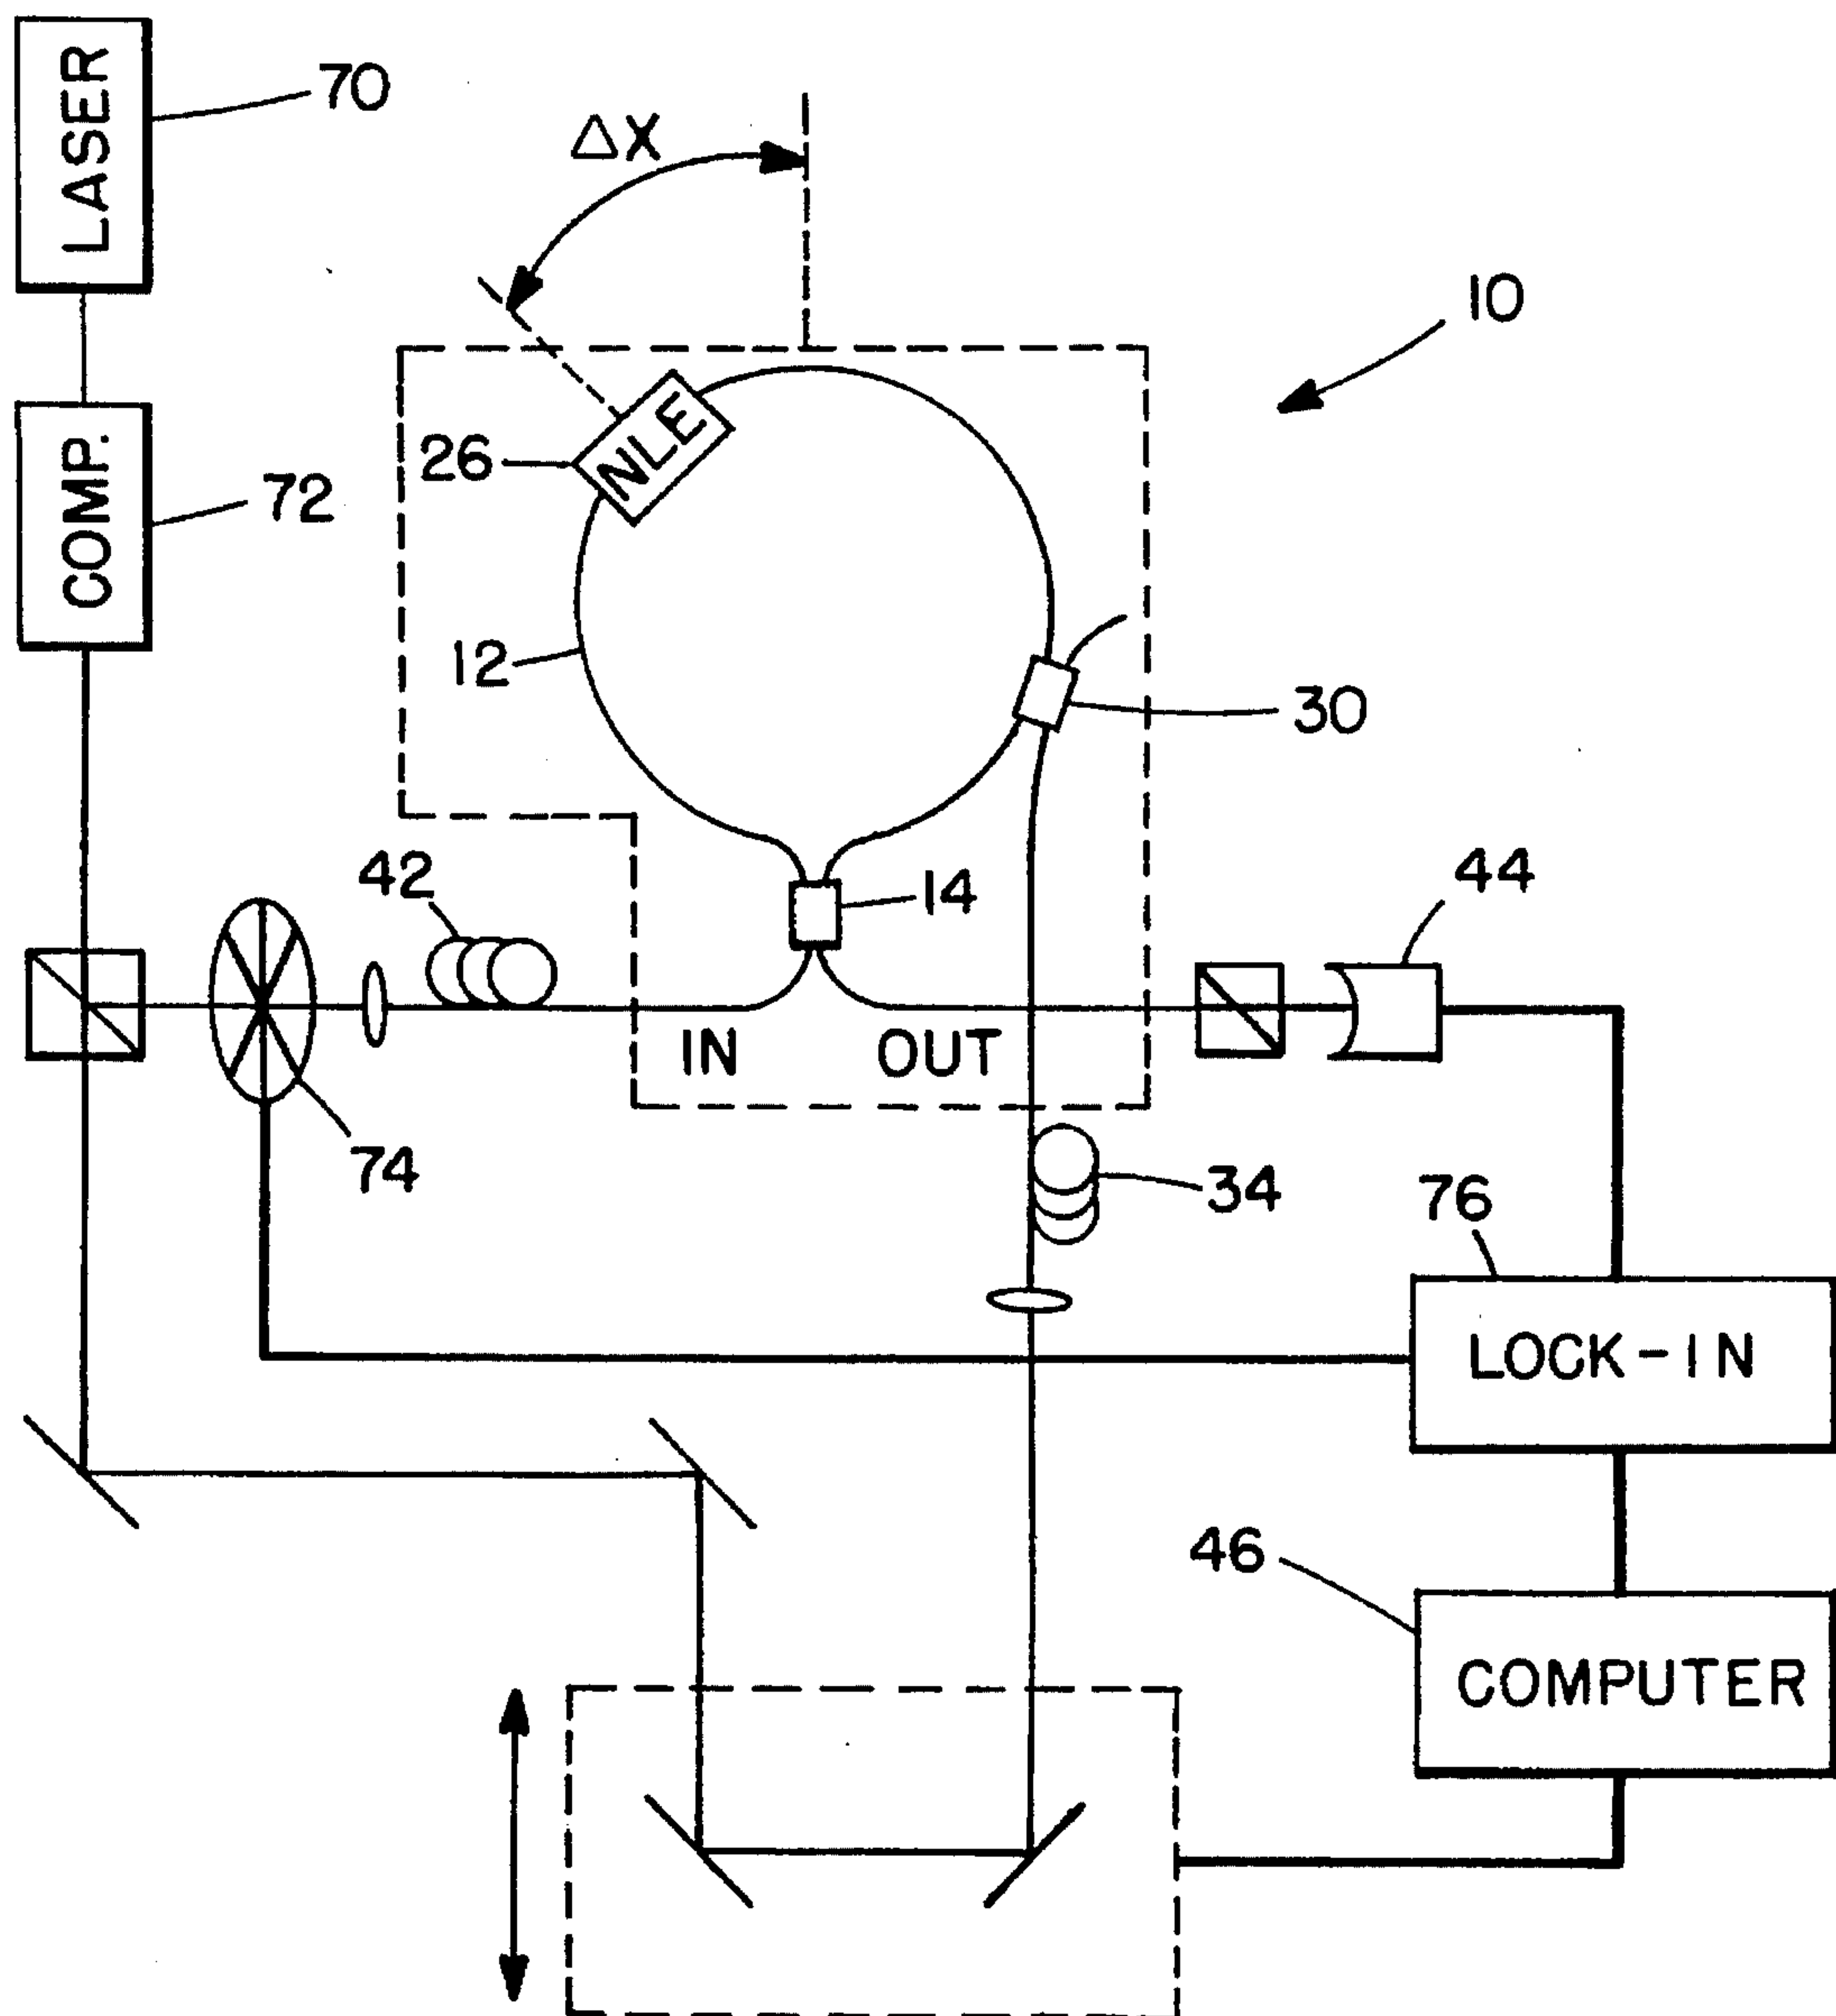 LASER
70
ΔX
10
COMP.
72
26
NLE
12
30
42
14
44
IN
OUT
74
34
76
LOCK-IN
46
COMPUTER